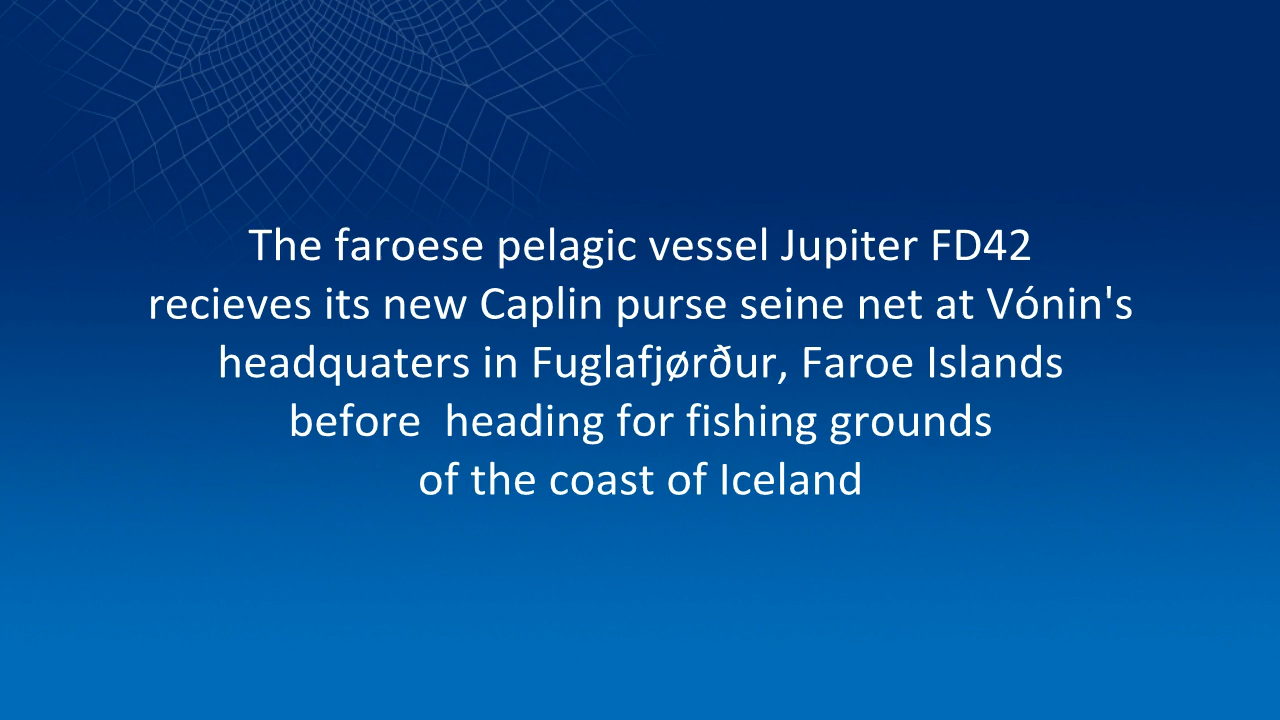 The faroese pelagic vessel Jupiter FD42
recieves its new Caplin purse seine net at Vónin's
headquaters in Fuglafjørður, Faroe Islands
before  heading for fishing grounds
of the coast of Iceland